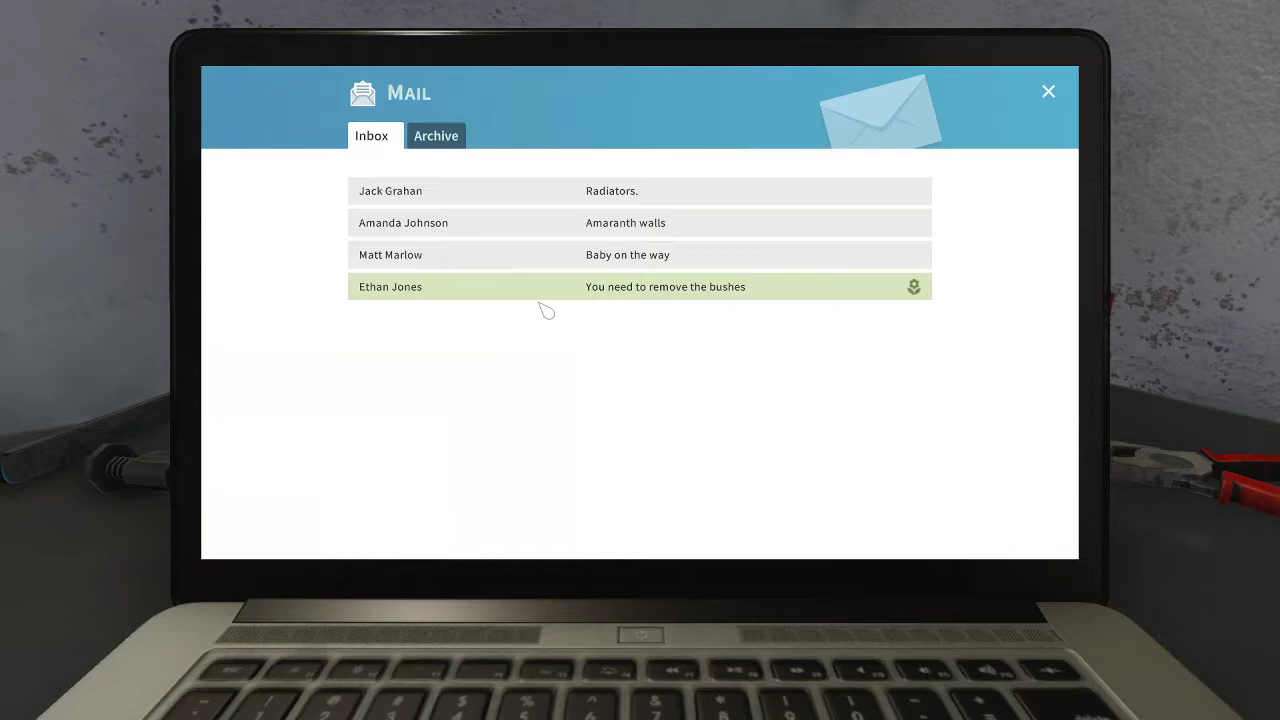 Mail
Inbox Archive
Jack Grahan Radiators.
Amanda Johnson Amaranth walls
Matt Marlow Baby on the way
Ethan Jones You need to remove the bushes